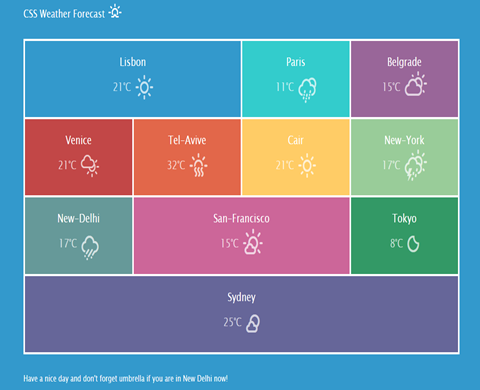 CSS Weather Forecast
Lisbon
21°C
Paris
11°C
Belgrade
15°C
Venice
21°C
Tel-Avive
32°C
Cair
21°C
New-York
17°C
New-Delhi
17°C
San-Francisco
15°C
Tokyo
8°C
Sydney
25°C
Have a nice day and don't forget umbrella if you are in New Delhi now!